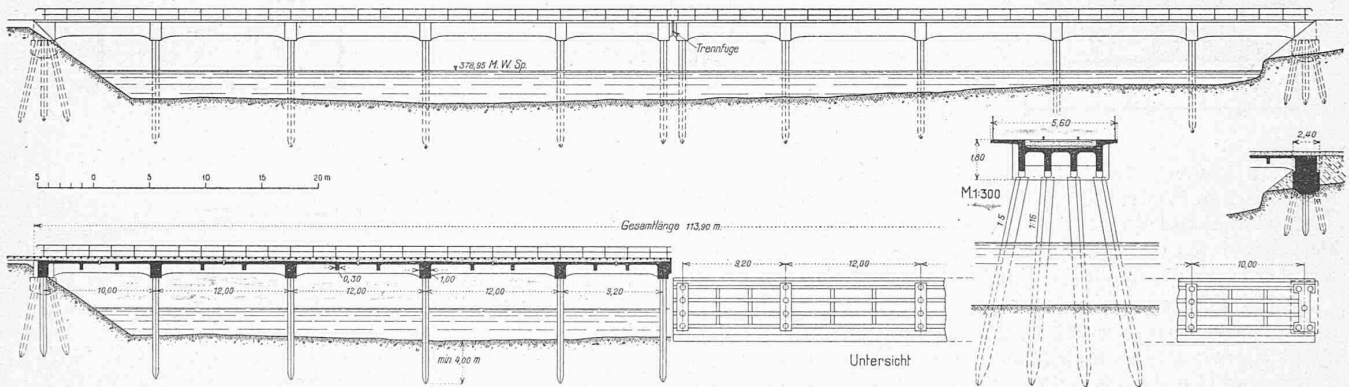 Trennfuge
378,95 M. W. Sp.
5,60
2,40
1,80
5 0 5 10 15 20 m
M.1:300
1:5
1:15
Gesamtlänge 113,90 m.
9,20
12,00
10,00
0,30
1,00
10,00
12,00
12,00
12,00
9,20
min 4,00 m
Untersicht